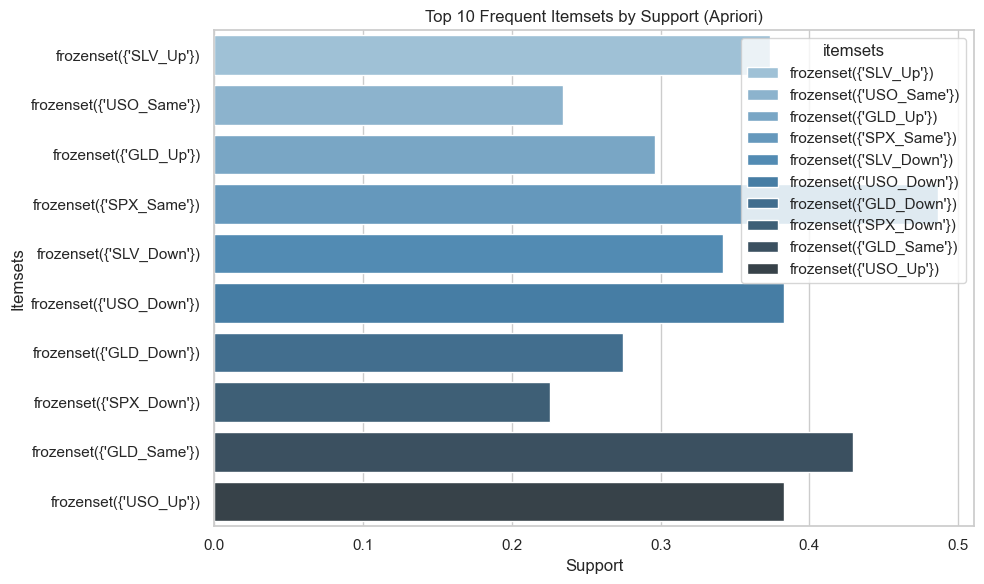 Top 10 Frequent Itemsets by Support (Apriori)
frozenset({'SLV_Up'})
frozenset({'USO_Same'})
frozenset({'GLD_Up'})
frozenset({'SPX_Same'})
frozenset({'SLV_Down'})
frozenset({'USO_Down'})
frozenset({'GLD_Down'})
frozenset({'SPX_Down'})
frozenset({'GLD_Same'})
frozenset({'USO_Up'})
Itemsets
itemsets
frozenset({'SLV_Up'})
frozenset({'USO_Same'})
frozenset({'GLD_Up'})
frozenset({'SPX_Same'})
frozenset({'SLV_Down'})
frozenset({'USO_Down'})
frozenset({'GLD_Down'})
frozenset({'SPX_Down'})
frozenset({'GLD_Same'})
frozenset({'USO_Up'})
0.0 0.1 0.2 0.3 0.4 0.5
Support